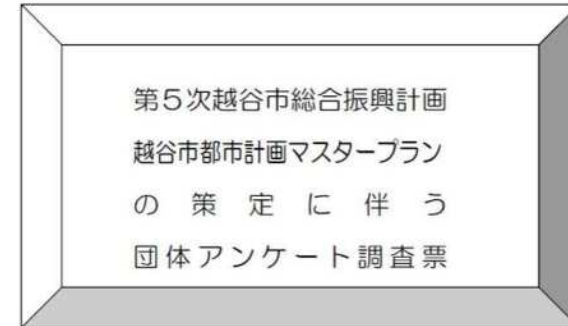 第５次越谷市総合振興計画
越谷市都市計画マスタープラン
の策定に伴う
団体アンケート調査票